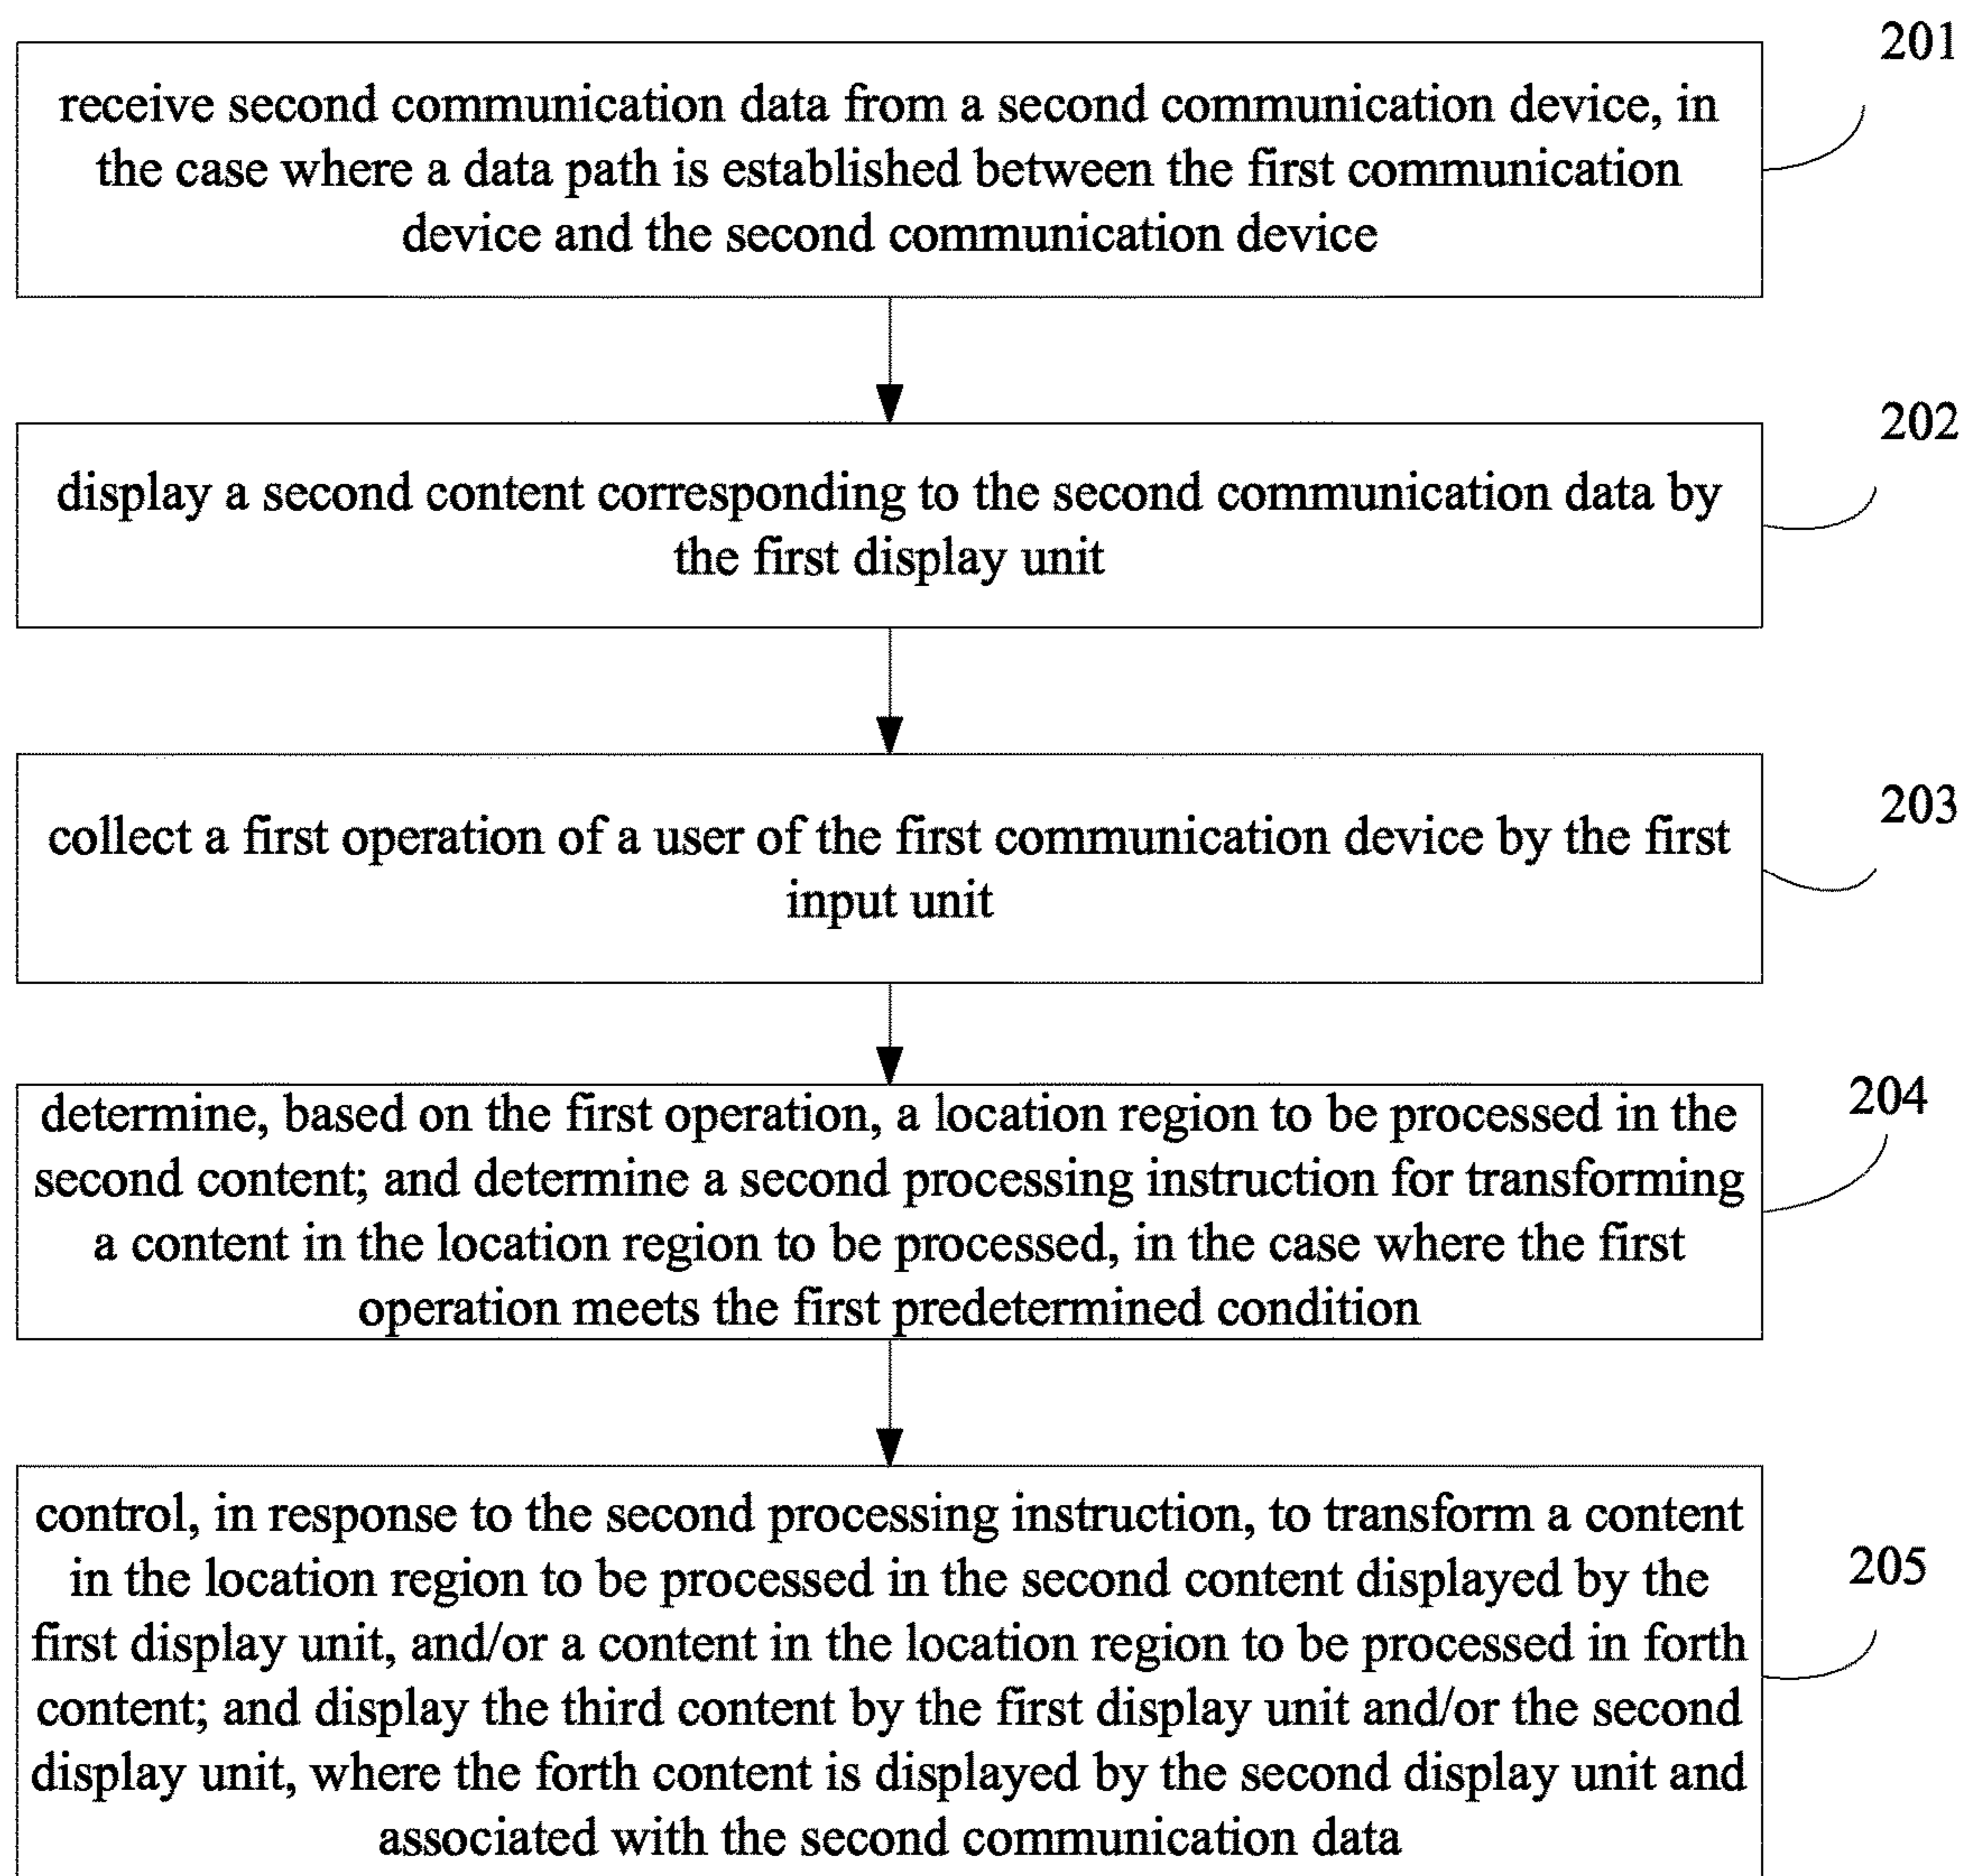 201
receive second communication data from a second communication device, in
the case where a data path is established between the first communication
device and the second communication device
202
display a second content corresponding to the second communication data by
the first display unit
203
collect a first operation of a user of the first communication device by the first
input unit
204
determine, based on the first operation, a location region to be processed in the
second content; and determine a second processing instruction for transforming
a content in the location region to be processed, in the case where the first
operation meets the first predetermined condition
205
control, in response to the second processing instruction, to transform a content
in the location region to be processed in the second content displayed by the
first display unit, and/or a content in the location region to be processed in forth
content; and display the third content by the first display unit and/or the second
display unit, where the forth content is displayed by the second display unit and
associated with the second communication data